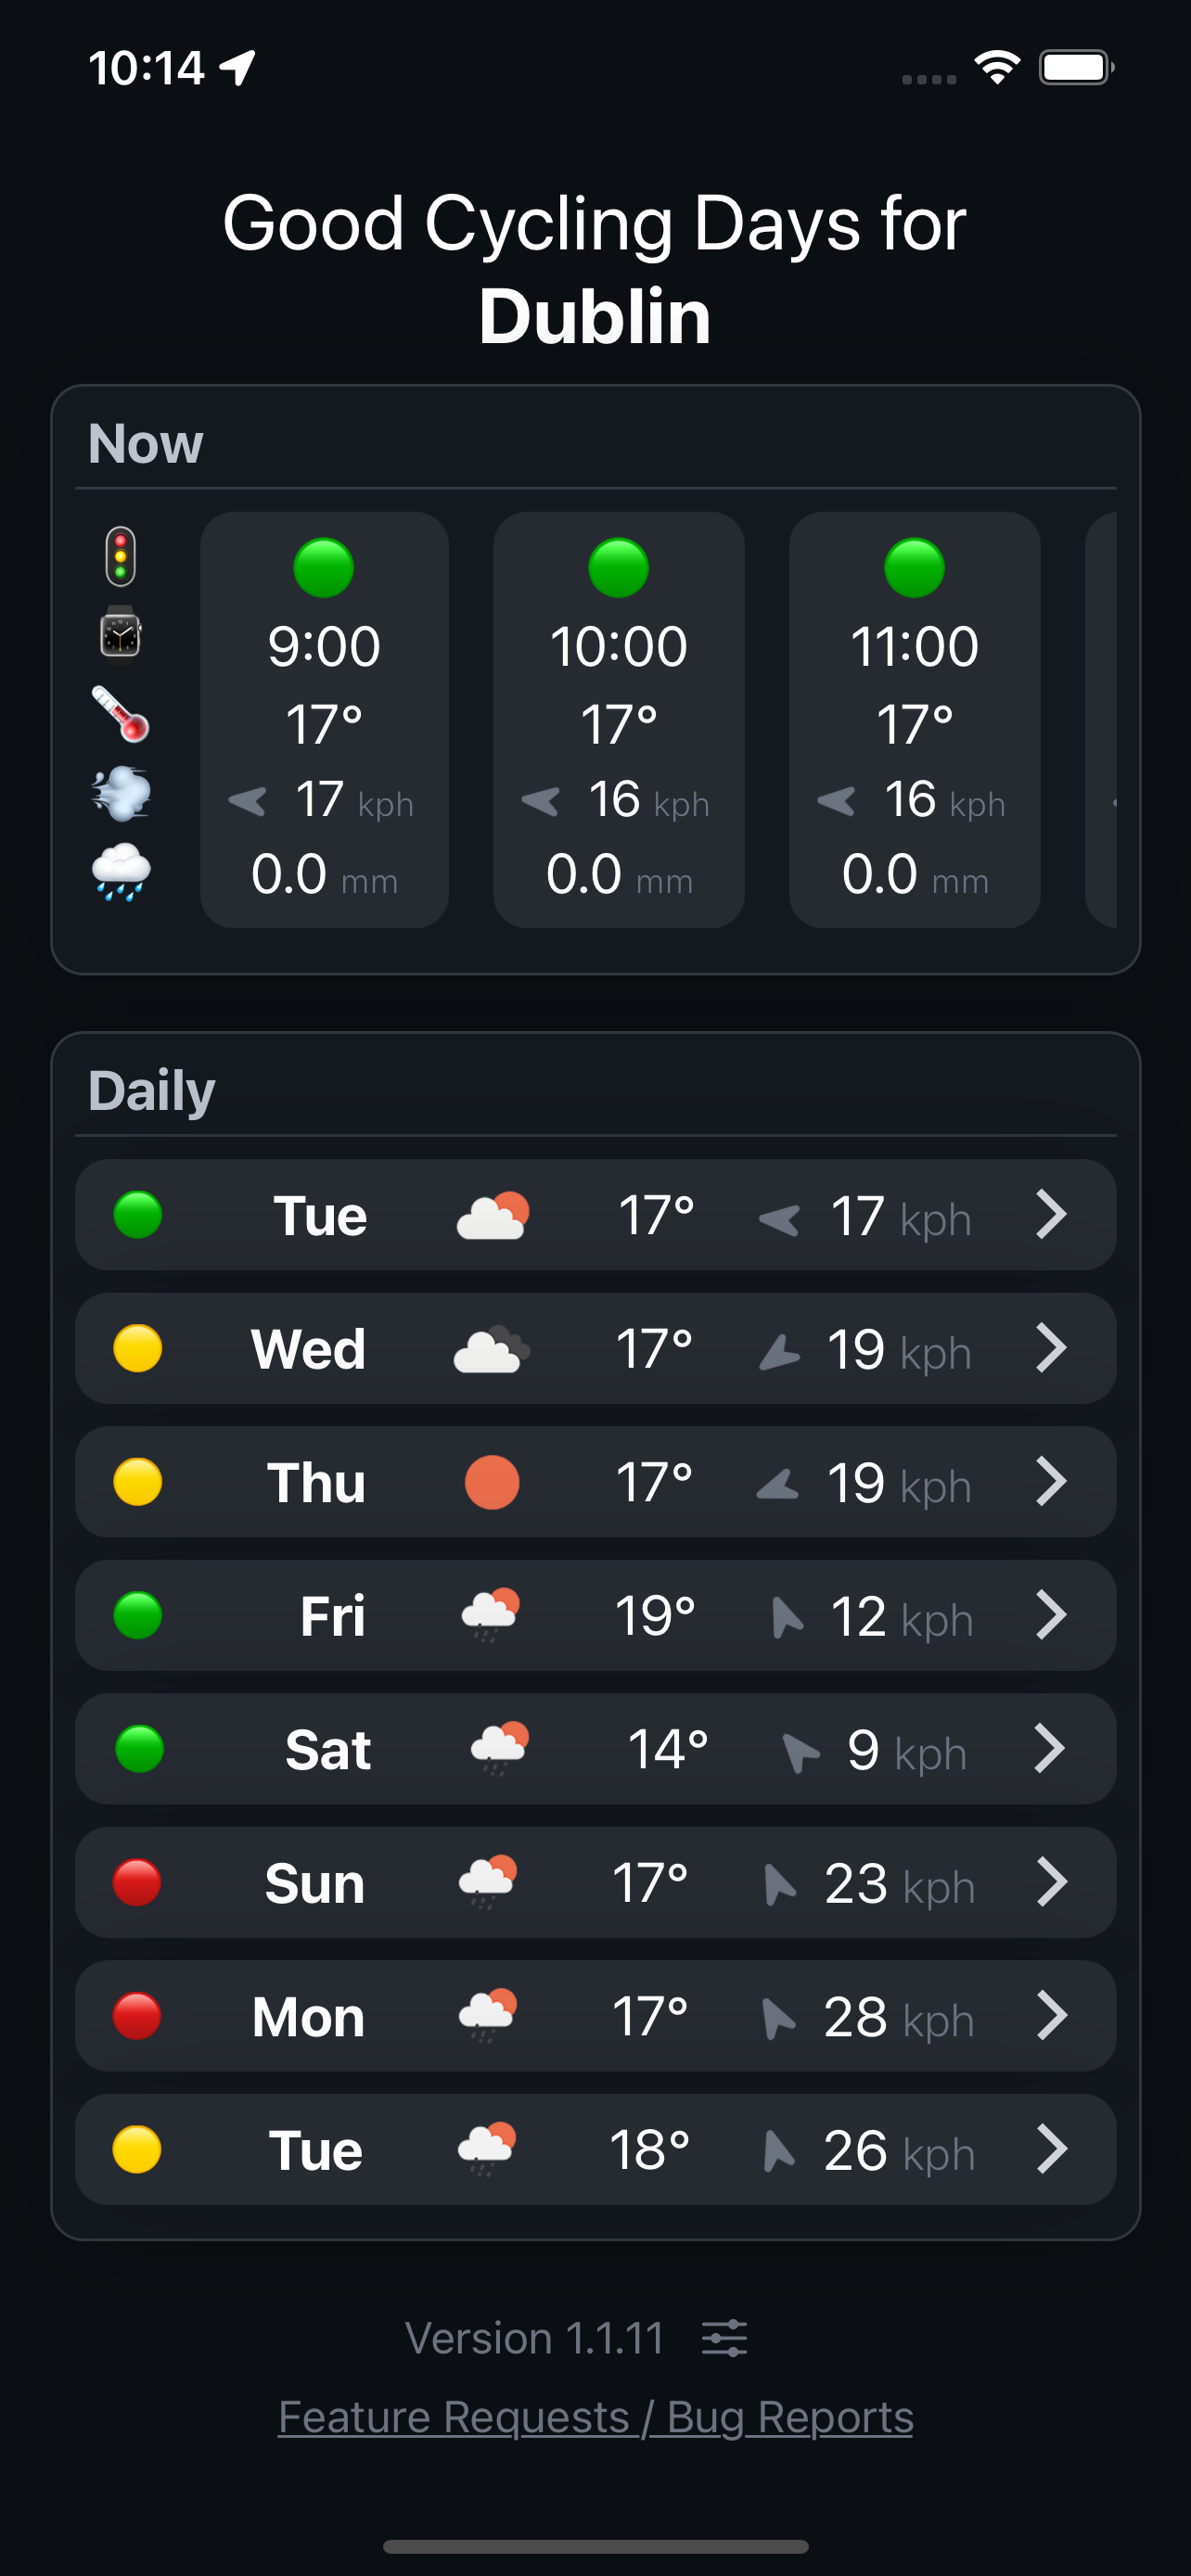 10:14
Good Cycling Days for
Dublin
Now
9:00 10:00 11:00
17° 17° 17°
17 kph 16 kph 16 kph
0.0 mm 0.0 mm 0.0 mm
Daily
Tue 17° 17 kph
Wed 17° 19 kph
Thu 17° 19 kph
Fri 19° 12 kph
Sat 14° 9 kph
Sun 17° 23 kph
Mon 17° 28 kph
Tue 18° 26 kph
Version 1.1.11
Feature Requests / Bug Reports